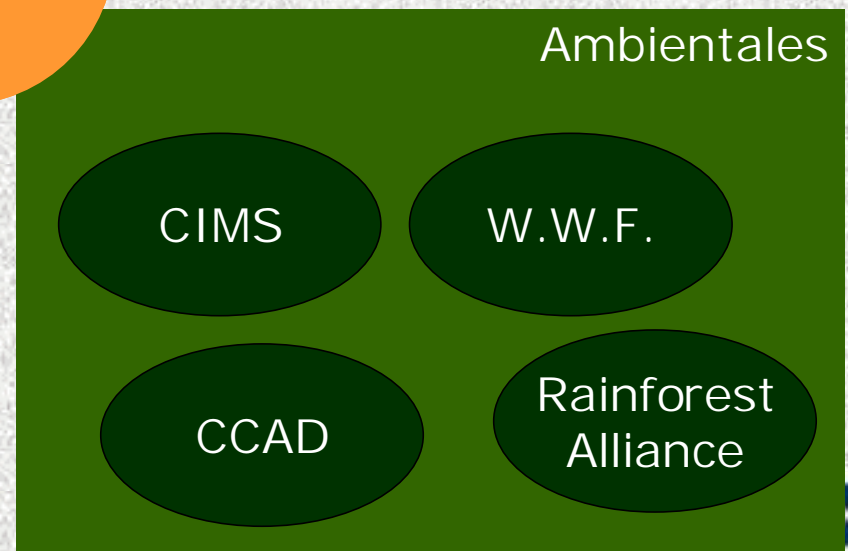 Ambientales
CIMS
W.W.F.
CCAD
Rainforest
Alliance